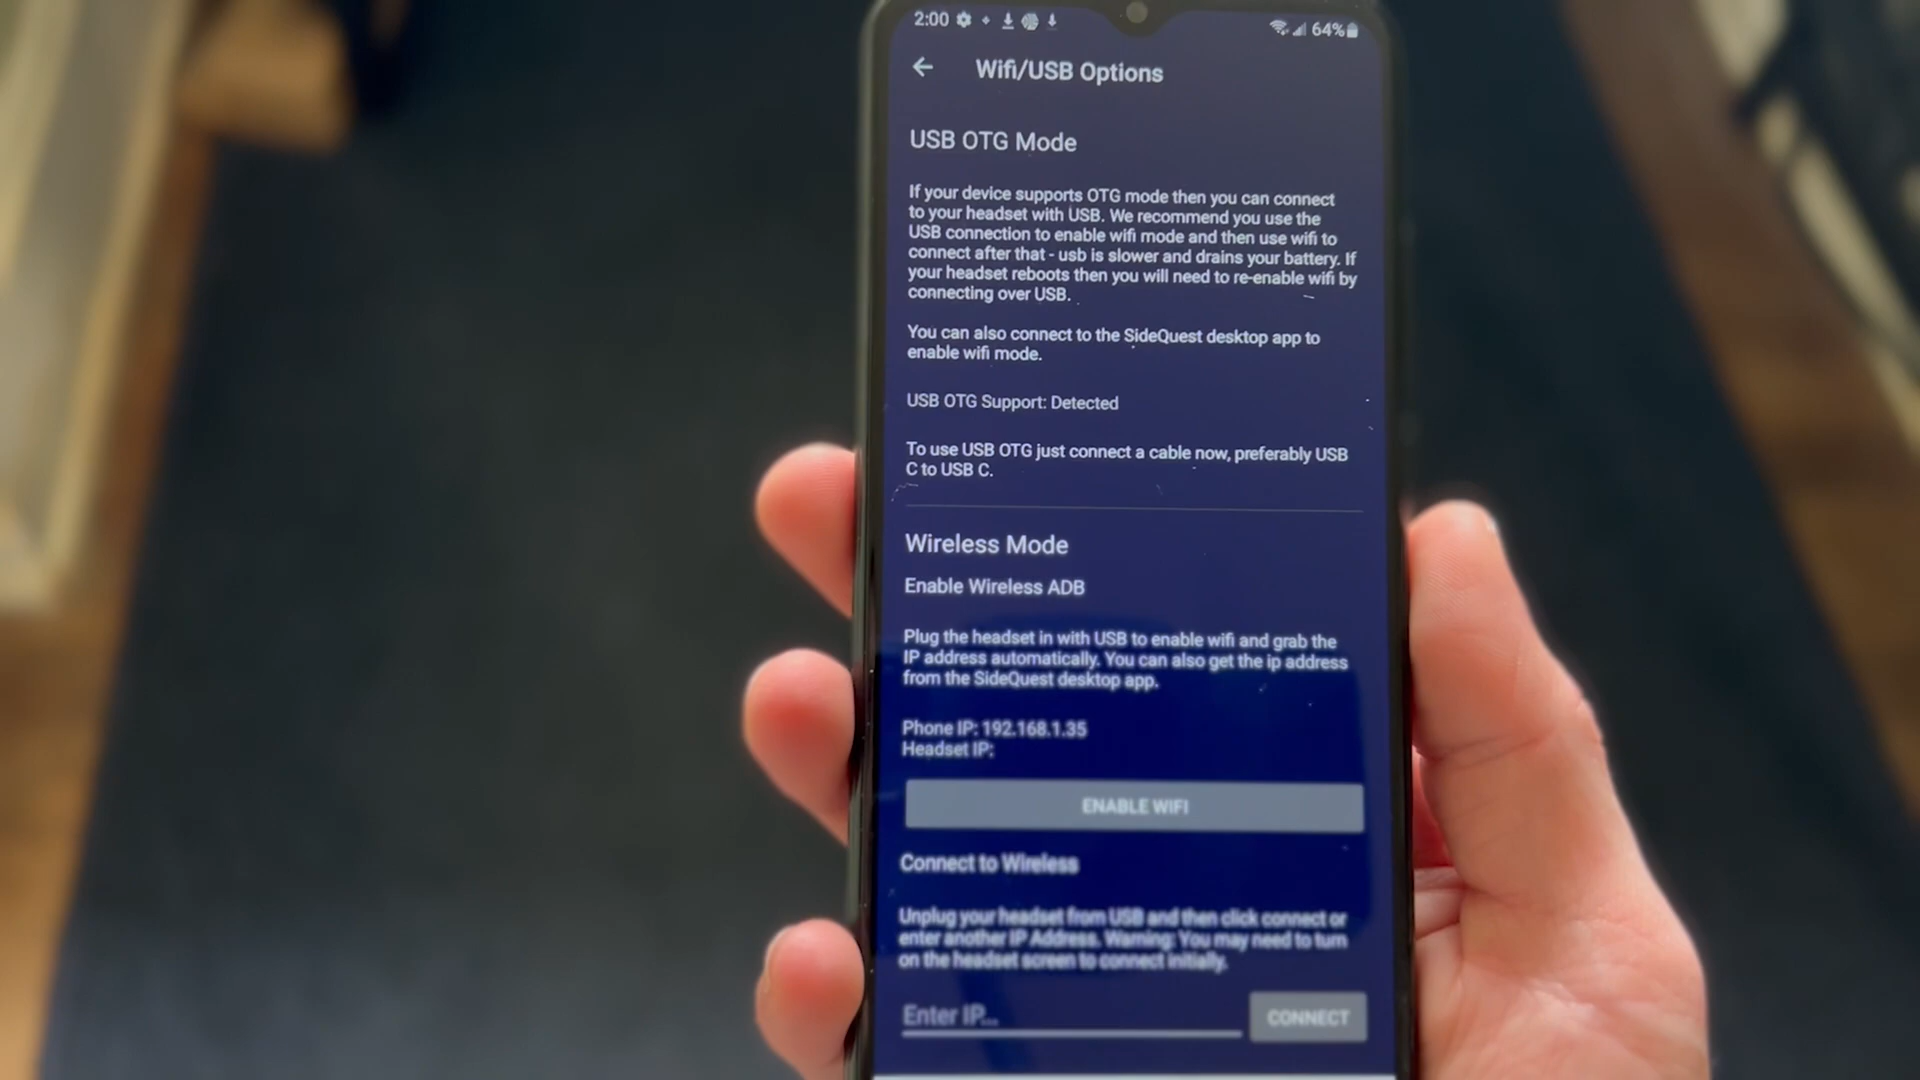 2:00
64%
Wifi/USB Options
USB OTG Mode
If your device supports OTG mode then you can connect
to your headset with USB. We recommend you use the
USB connection to enable wifi mode and then use wifi to
connect after that - usb is slower and drains your battery. If
your headset reboots then you will need to re-enable wifi by
connecting over USB.
You can also connect to the SideQuest desktop app to
enable wifi mode.
USB OTG Support: Detected
To use USB OTG just connect a cable now, preferably USB
C to USB C.
Wireless Mode
Enable Wireless ADB
Plug the headset in with USB to enable wifi and grab the
IP address automatically. You can also get the ip address
from the SideQuest desktop app.
Phone IP: 192.168.1.35
Headset IP:
ENABLE WIFI
Connect to Wireless
Unplug your headset from USB and then click connect or
enter another IP Address. Warning: You may need to turn
on the headset screen to connect initially.
Enter IP...
CONNECT